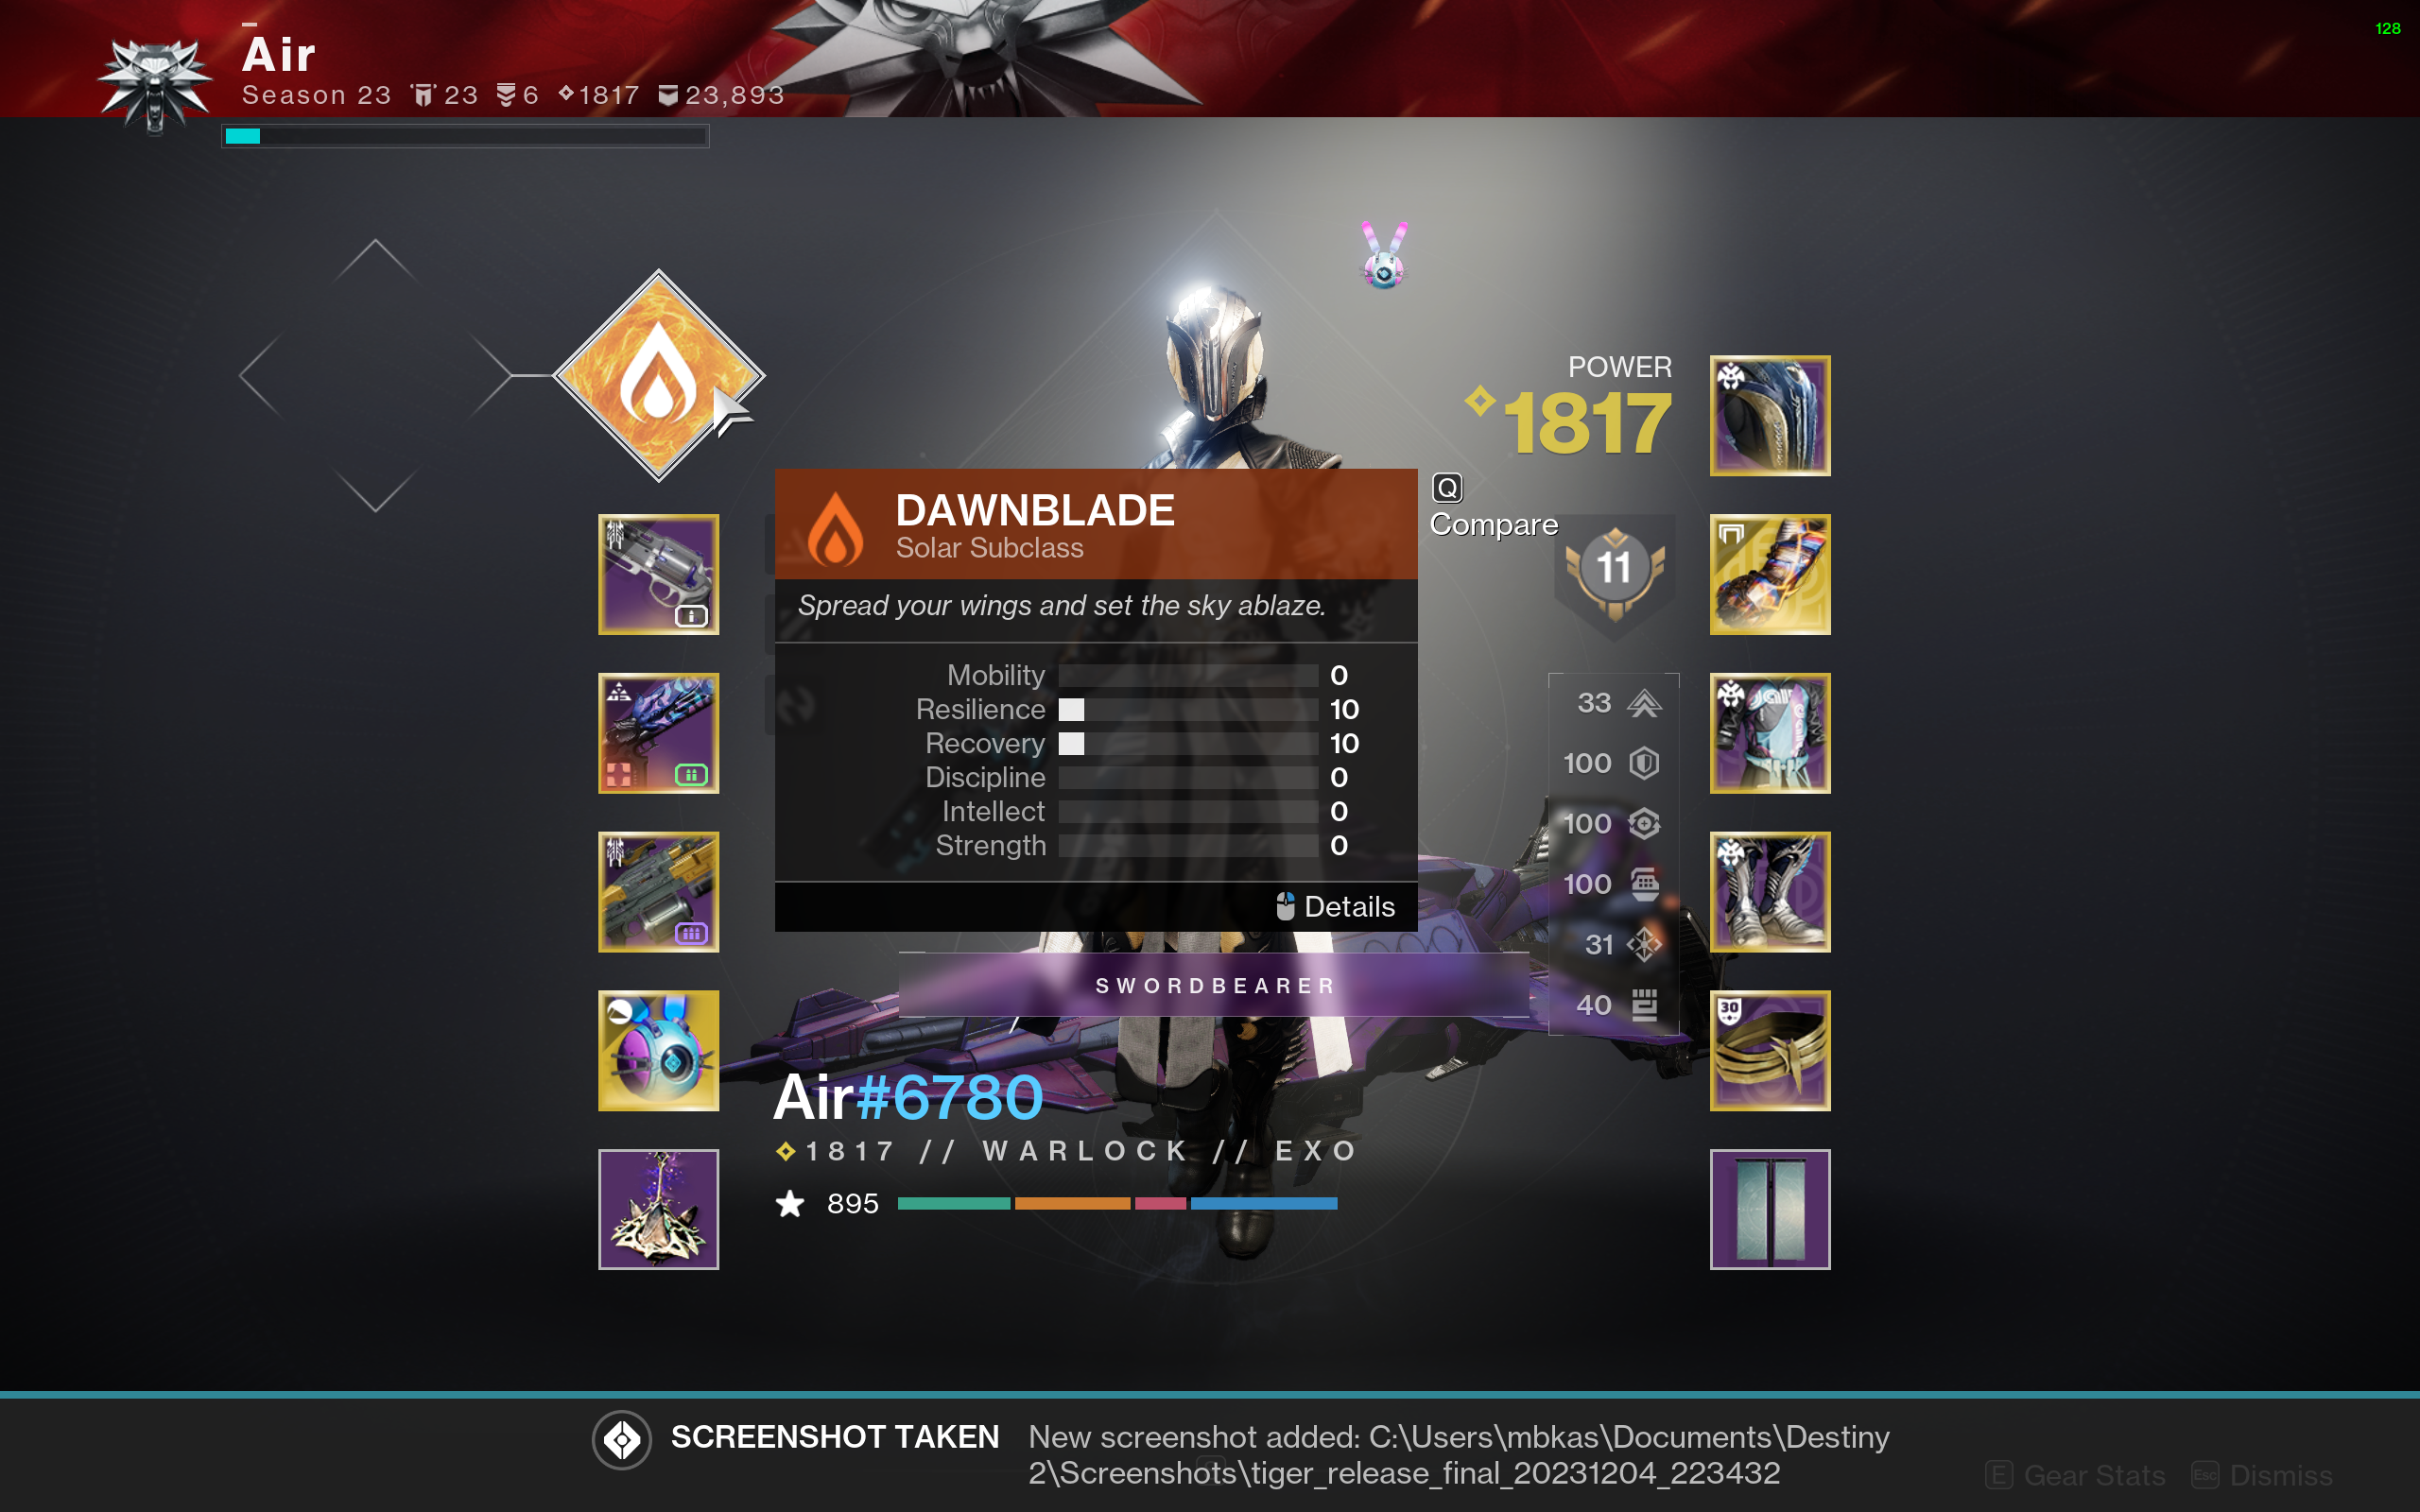 128
Air
Season 23 23 6 1817 23,893
POWER
1817
Q
Compare
DAWNBLADE
Solar Subclass
Spread your wings and set the sky ablaze.
Mobility 0
Resilience 10
Recovery 10
Discipline 0
Intellect 0
Strength 0
Details
11
33
100
100
100
31
40
30
SWORDBEARER
Air#6780
1817 // WARLOCK // EXO
895
SCREENSHOT TAKEN
New screenshot added: C:\Users\mbkas\Documents\Destiny
2\Screenshots\tiger_release_final_20231204_223432
E Gear Stats Esc Dismiss